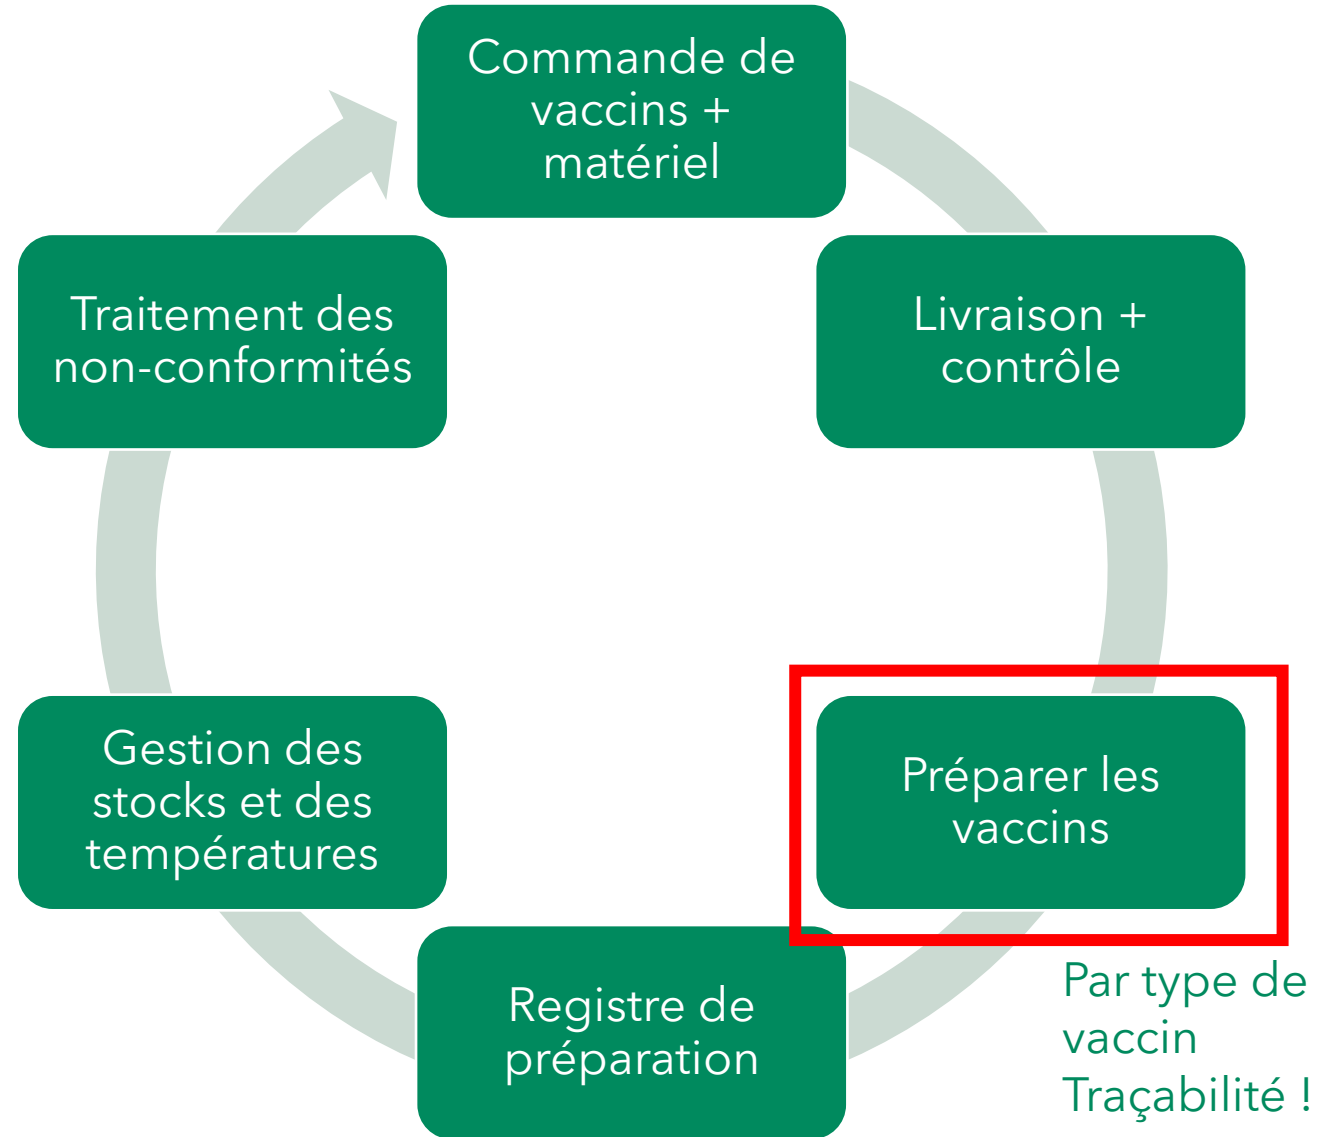 Commande de
vaccins +
matériel
Livraison +
contrôle
Préparer les
vaccins
Par type de
vaccin
Traçabilité !
Registre de
préparation
Gestion des
stocks et des
températures
Traitement des
non-conformités